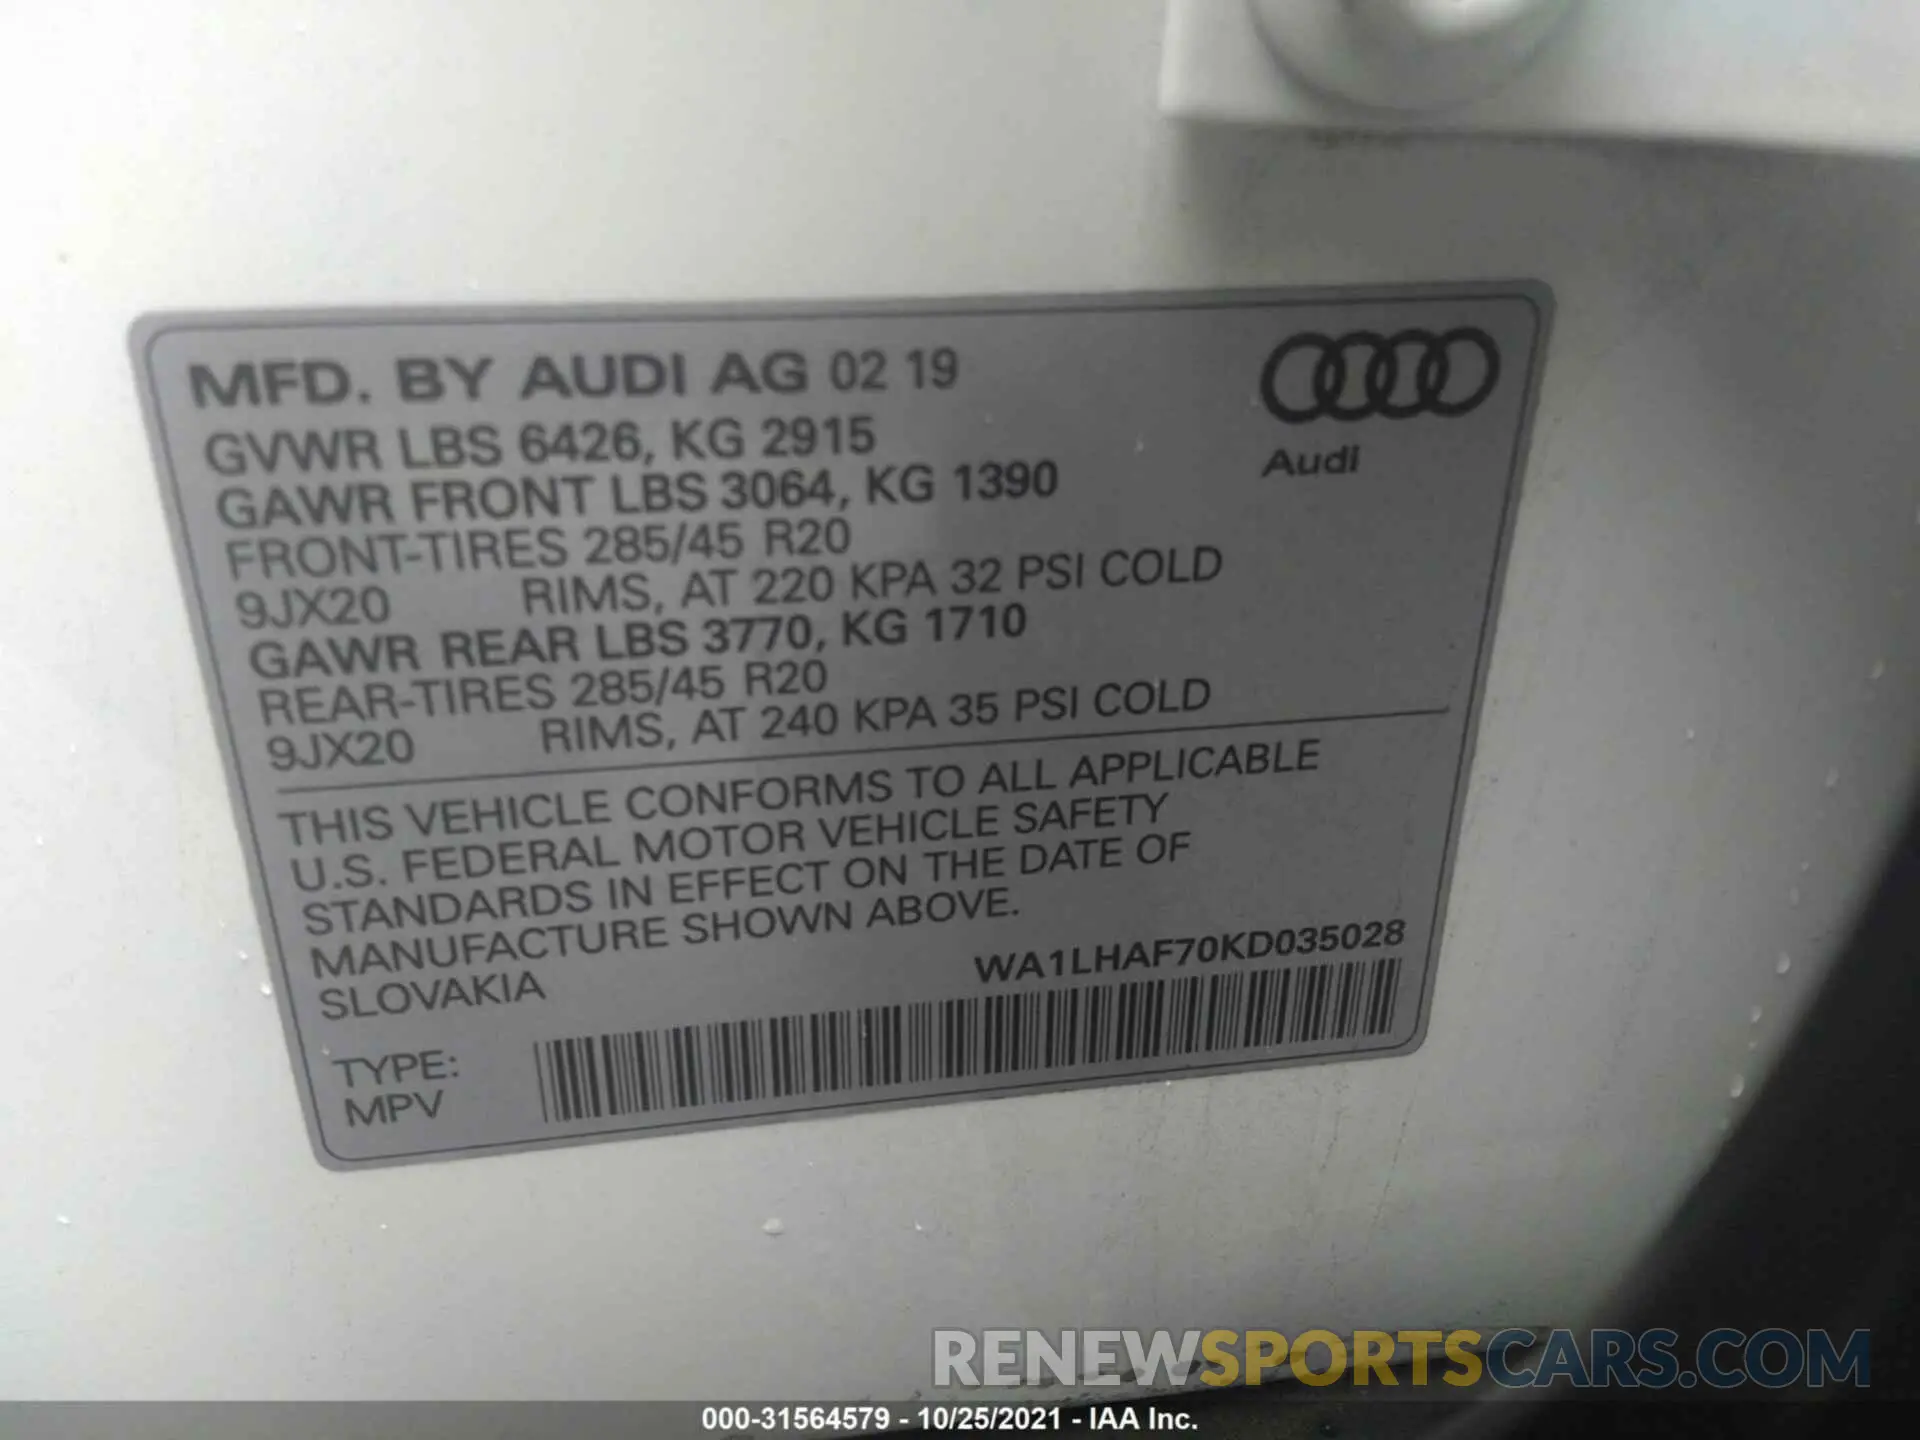 MFD. BY AUDI AG 02 19
GVWR LBS 6426, KG 2915
GAWR FRONT LBS 3064, KG 1390
FRONT-TIRES 285/45 R20
9JX20 RIMS, AT 220 KPA 32 PSI COLD
GAWR REAR LBS 3770, KG 1710
REAR-TIRES 285/45 R20
9JX20 RIMS, AT 240 KPA 35 PSI COLD
Audi
THIS VEHICLE CONFORMS TO ALL APPLICABLE
U.S. FEDERAL MOTOR VEHICLE SAFETY
STANDARDS IN EFFECT ON THE DATE OF
MANUFACTURE SHOWN ABOVE.
SLOVAKIA
WA1LHAF70KD035028
TYPE:
MPV
RENEWSPORTSCARS.COM
000-31564579 - 10/25/2021 - IAA Inc.